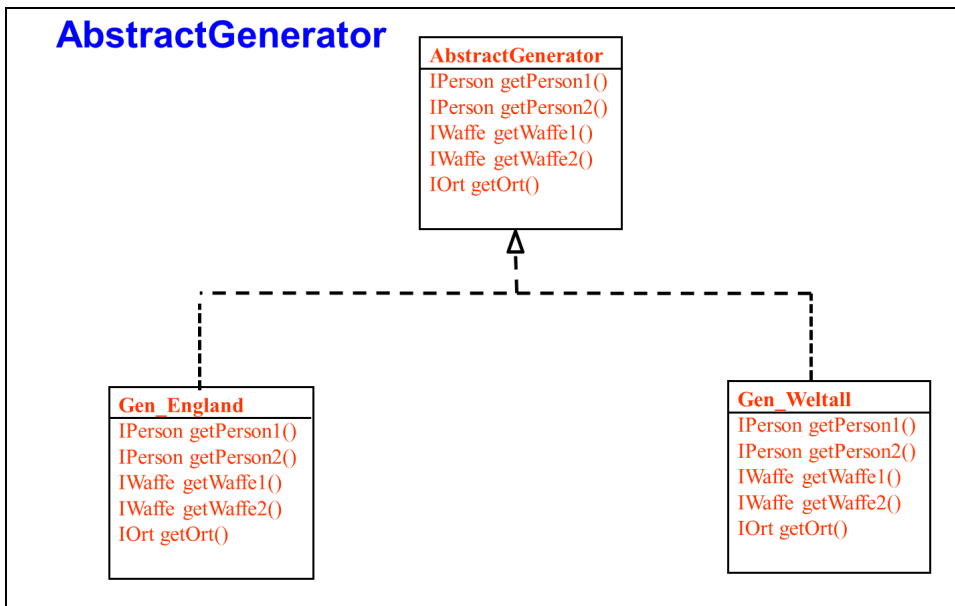 AbstractGenerator
AbstractGenerator
IPerson getPerson1()
IPerson getPerson2()
IWaffe getWaffe1()
IWaffe getWaffe2()
IOrt getOrt()
Gen_England
IPerson getPerson1()
IPerson getPerson2()
IWaffe getWaffe1()
IWaffe getWaffe2()
IOrt getOrt()
Gen_Weltall
IPerson getPerson1()
IPerson getPerson2()
IWaffe getWaffe1()
IWaffe getWaffe2()
IOrt getOrt()